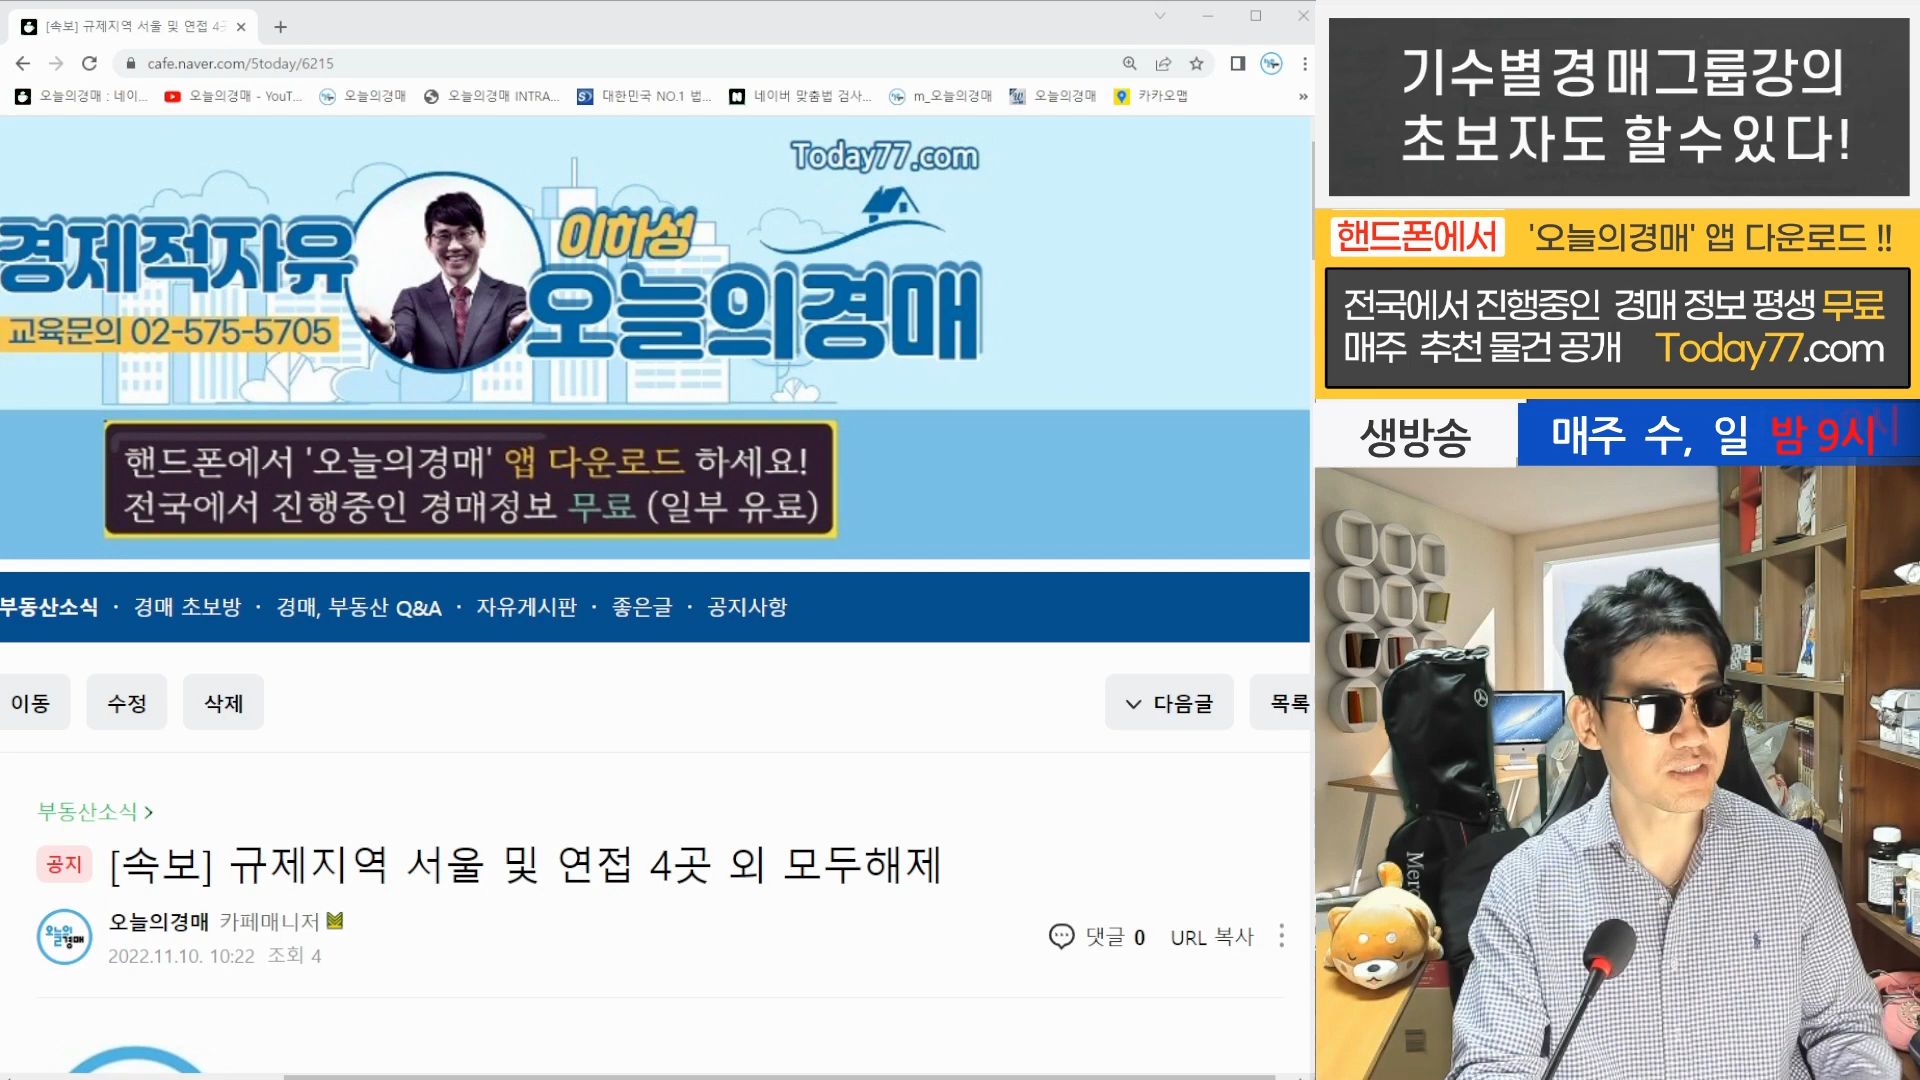 [속보] 규제지역 서울 및 연접 4
cafe.naver.com/5today/6215
오늘의경매 : 네이...
오늘의경매 - YouT...
오늘의경매
오늘의경매 INTRA...
대한민국 NO.1 법...
네이버 맞춤법 검사...
m_오늘의경매
오늘의경매
카카오맵
Today77.com
경제적자유
이하성
오늘의경매
교육문의 02-575-5705
핸드폰에서 '오늘의경매' 앱 다운로드 하세요!
전국에서 진행중인 경매정보 무료 (일부 유료)
부동산소식 · 경매 초보방 · 경매, 부동산 Q&A · 자유게시판 · 좋은글 · 공지사항
이동 수정 삭제 다음글 목록
부동산소식 >
공지 [속보] 규제지역 서울 및 연접 4곳 외 모두해제
오늘의경매
오늘의경매 카페매니저
2022.11.10. 10:22 조회 4
댓글 0 URL 복사
기수별경매그룹강의
초보자도 할수있다!
핸드폰에서 '오늘의경매' 앱 다운로드 !!
전국에서 진행중인 경매 정보 평생 무료
매주 추천 물건 공개 Today77.com
생방송 매주 수, 일 밤 9시
Merc